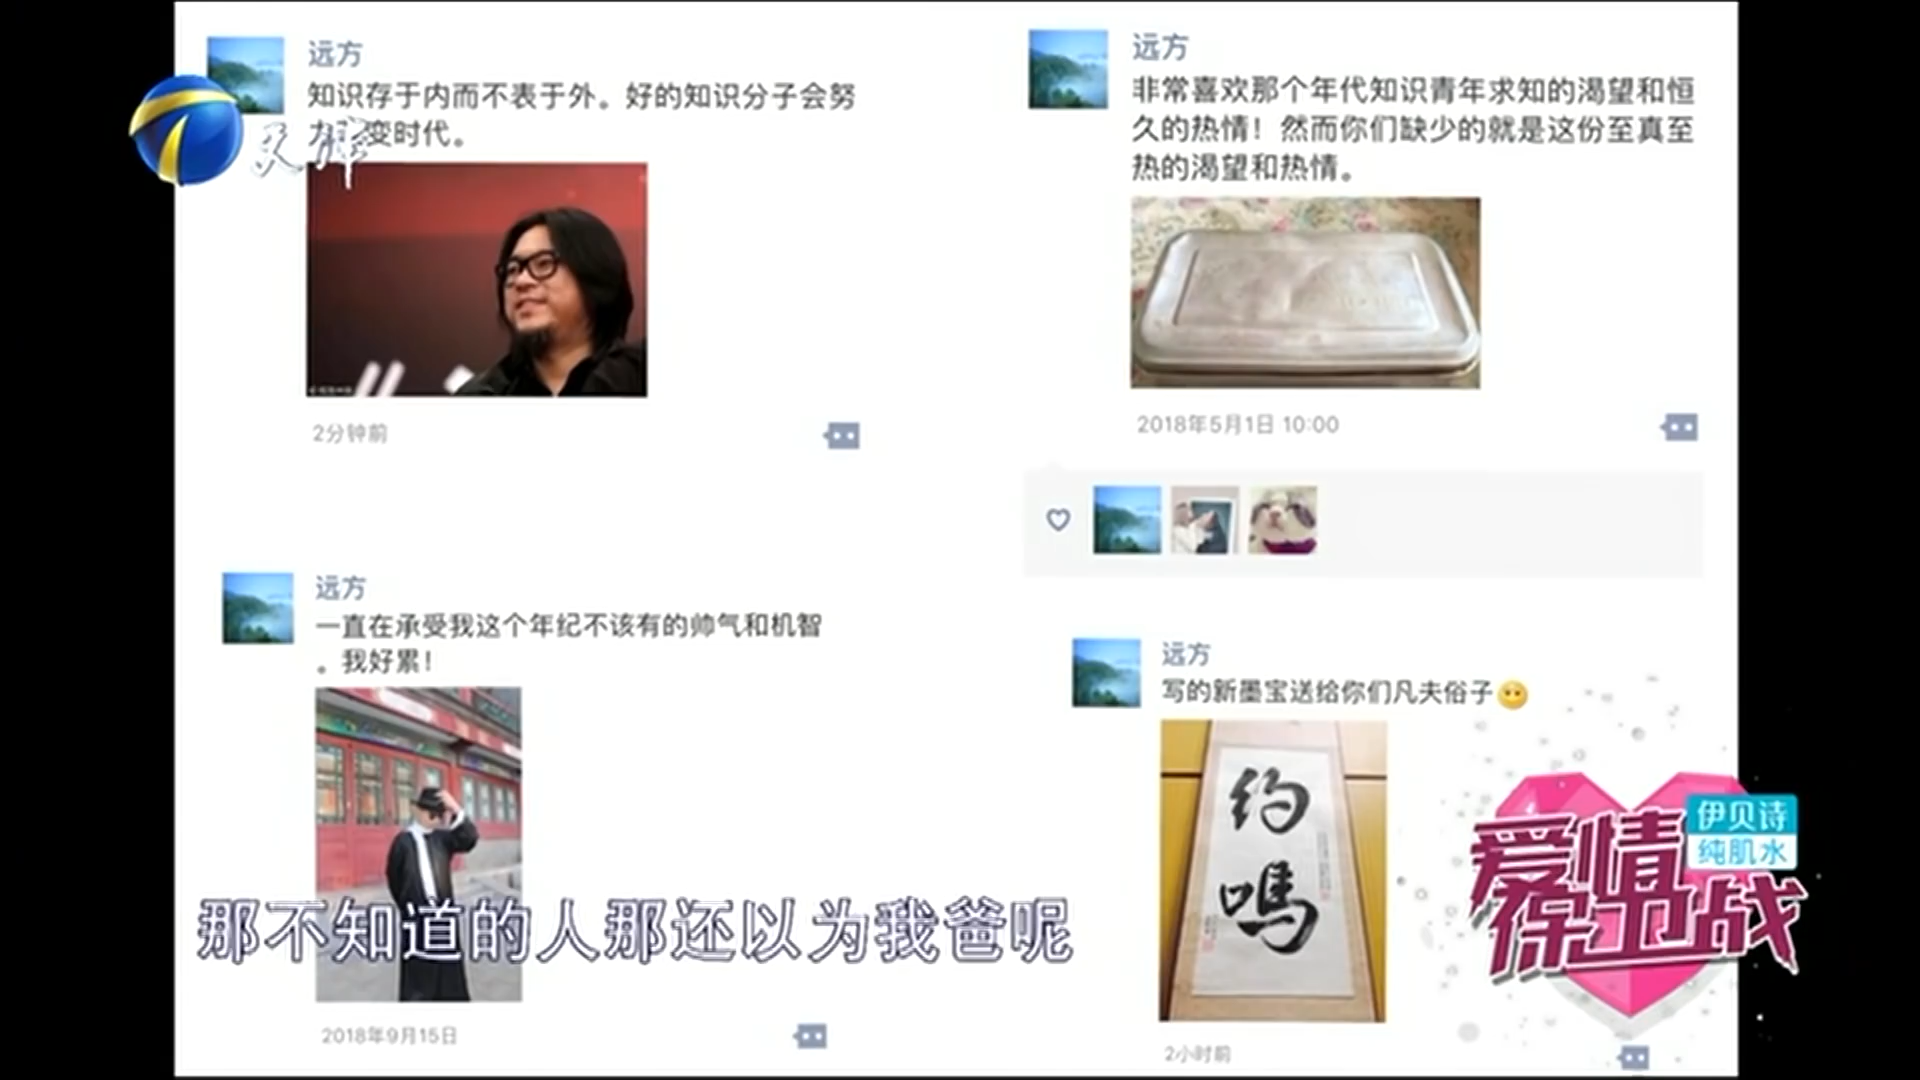 远方
知识存于内而不表于外。好的知识分子会努
力 变时代。
天津
2分钟前
远方
非常喜欢那个年代知识青年求知的渴望和恒
久的热情！然而你们缺少的就是这份至真至
热的渴望和热情。
2018年5月1日 10:00
远方
一直在承受我这个年纪不该有的帅气和机智
。我好累！
2018年9月15日
远方
写的新墨宝送给你们凡夫俗子
约
嗎
2小时前
那不知道的人那还以为我爸呢
伊贝诗
纯肌水
爱情
保卫战